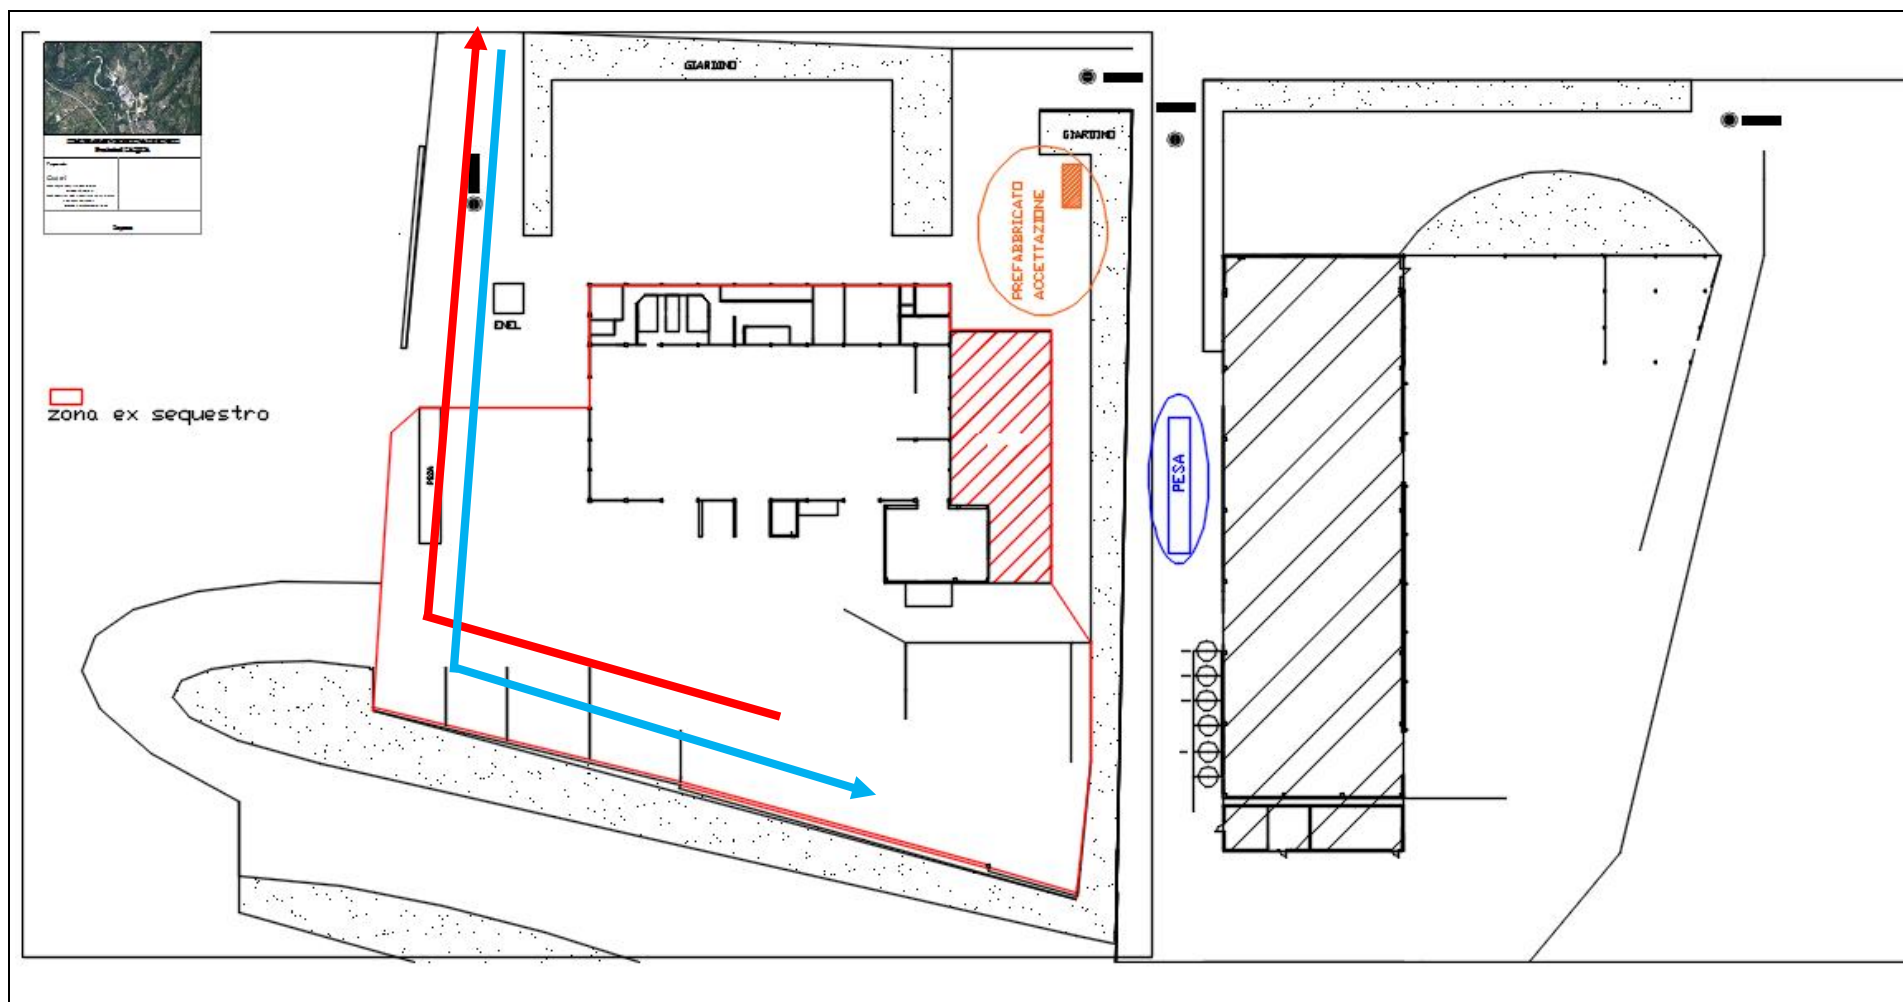 GIARDINO
GIARDINO
PREFABBRICATO
ACCETTAZIONE
ENEL
zona ex sequestro
PESA
PESA